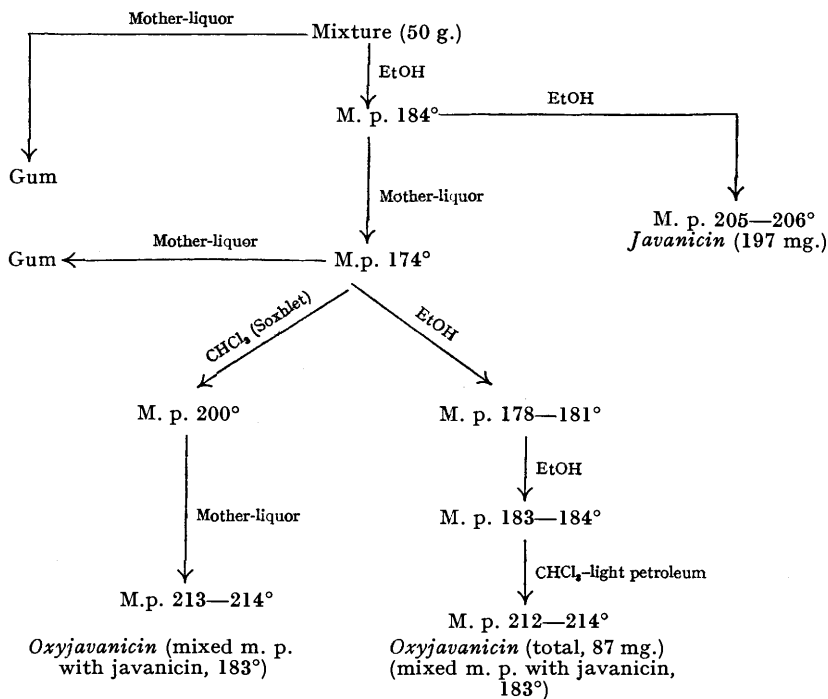 Mother-liquor
Mixture (50 g.)
EtOH
M. p. 184°
EtOH
Gum
Mother-liquor
M. p. 205—206°
Javanicin (197 mg.)
Gum
Mother-liquor
M.p. 174°
CHCl₃ (Soxhlet)
EtOH
M. p. 200°
M. p. 178—181°
EtOH
Mother-liquor
M. p. 183—184°
CHCl₃-light petroleum
M.p. 213—214°
M. p. 212—214°
Oxyjavanicin (mixed m. p.
with javanicin, 183°)
Oxyjavanicin (total, 87 mg.)
(mixed m. p. with javanicin,
183°)